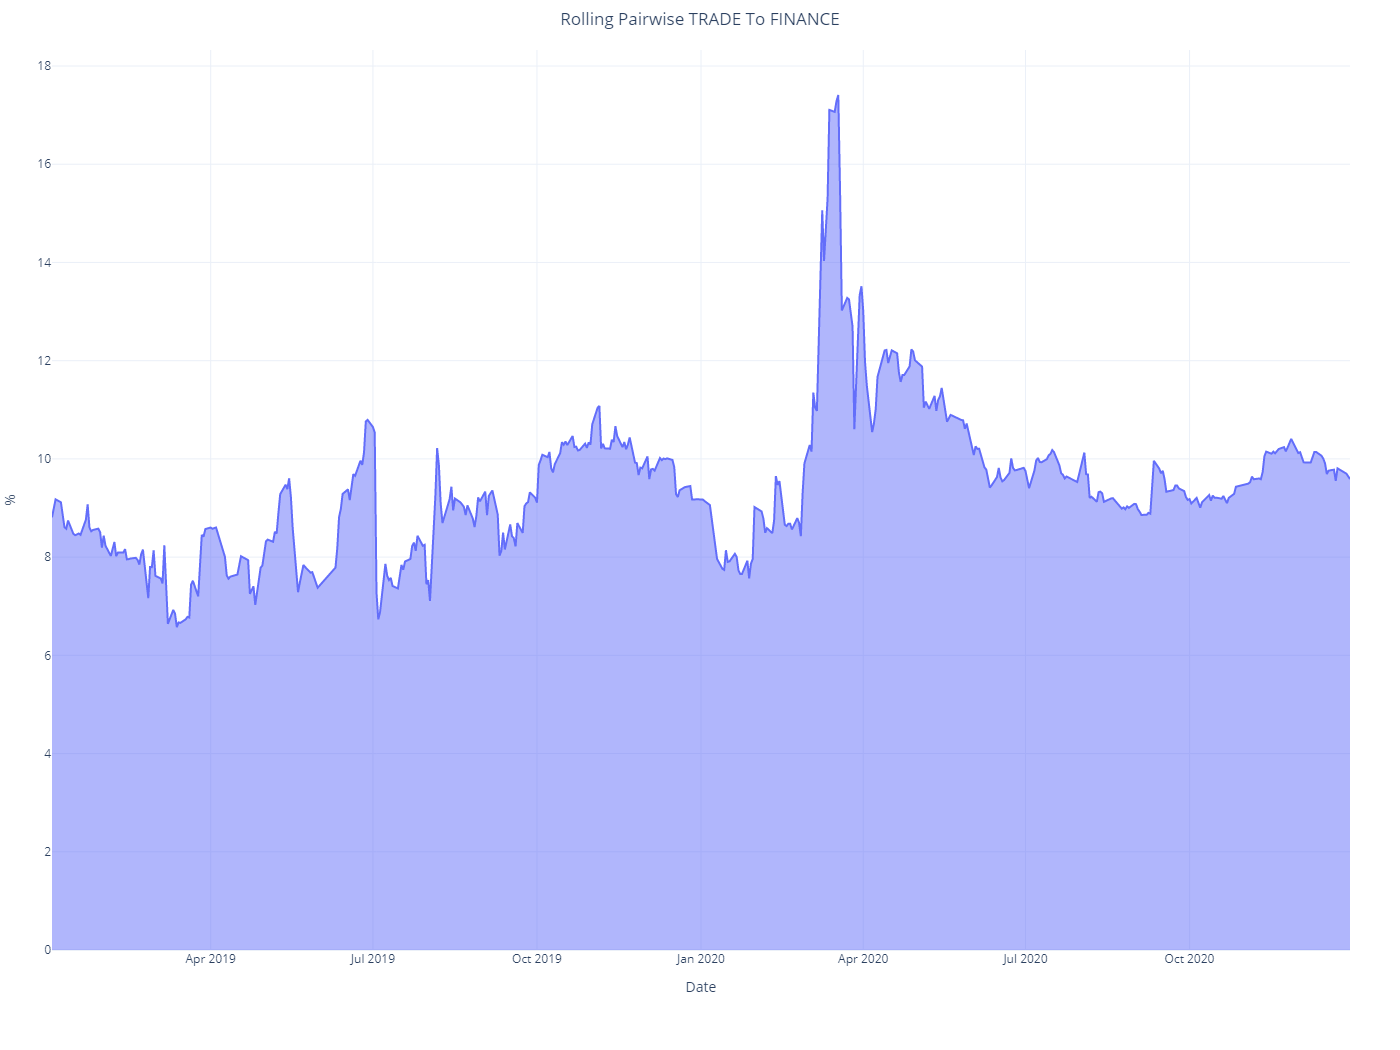 Rolling Pairwise TRADE To FINANCE
18
16
14
12
10
8
6
4
2
0
%
Apr 2019
Jul 2019
Oct 2019
Jan 2020
Apr 2020
Jul 2020
Oct 2020
Date